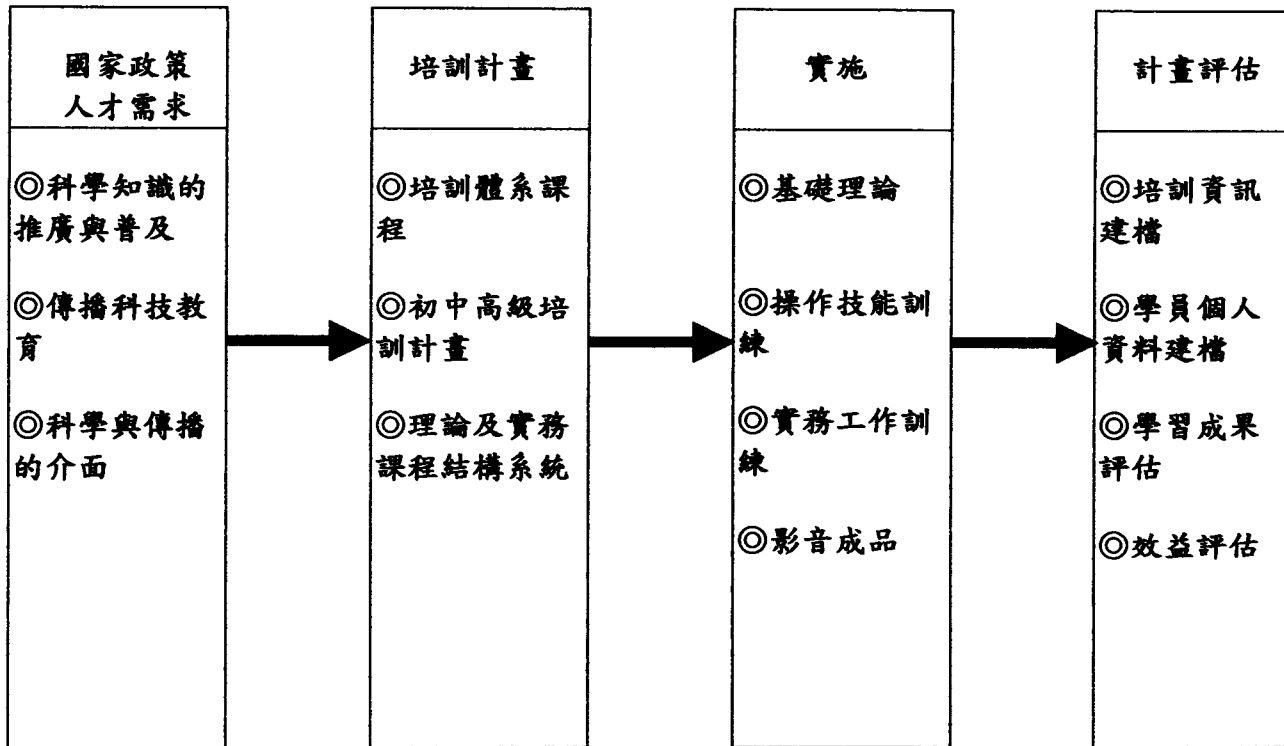 國家政策
人才需求
◎科學知識的
推廣與普及
◎傳播科技教
育
◎科學與傳播
的介面
培訓計畫
◎培訓體系課
程
◎初中高級培
訓計畫
◎理論及實務
課程結構系統
實施
◎基礎理論
◎操作技能訓
練
◎實務工作訓
練
◎影音成品
計畫評估
◎培訓資訊
建檔
◎學員個人
資料建檔
◎學習成果
評估
◎效益評估